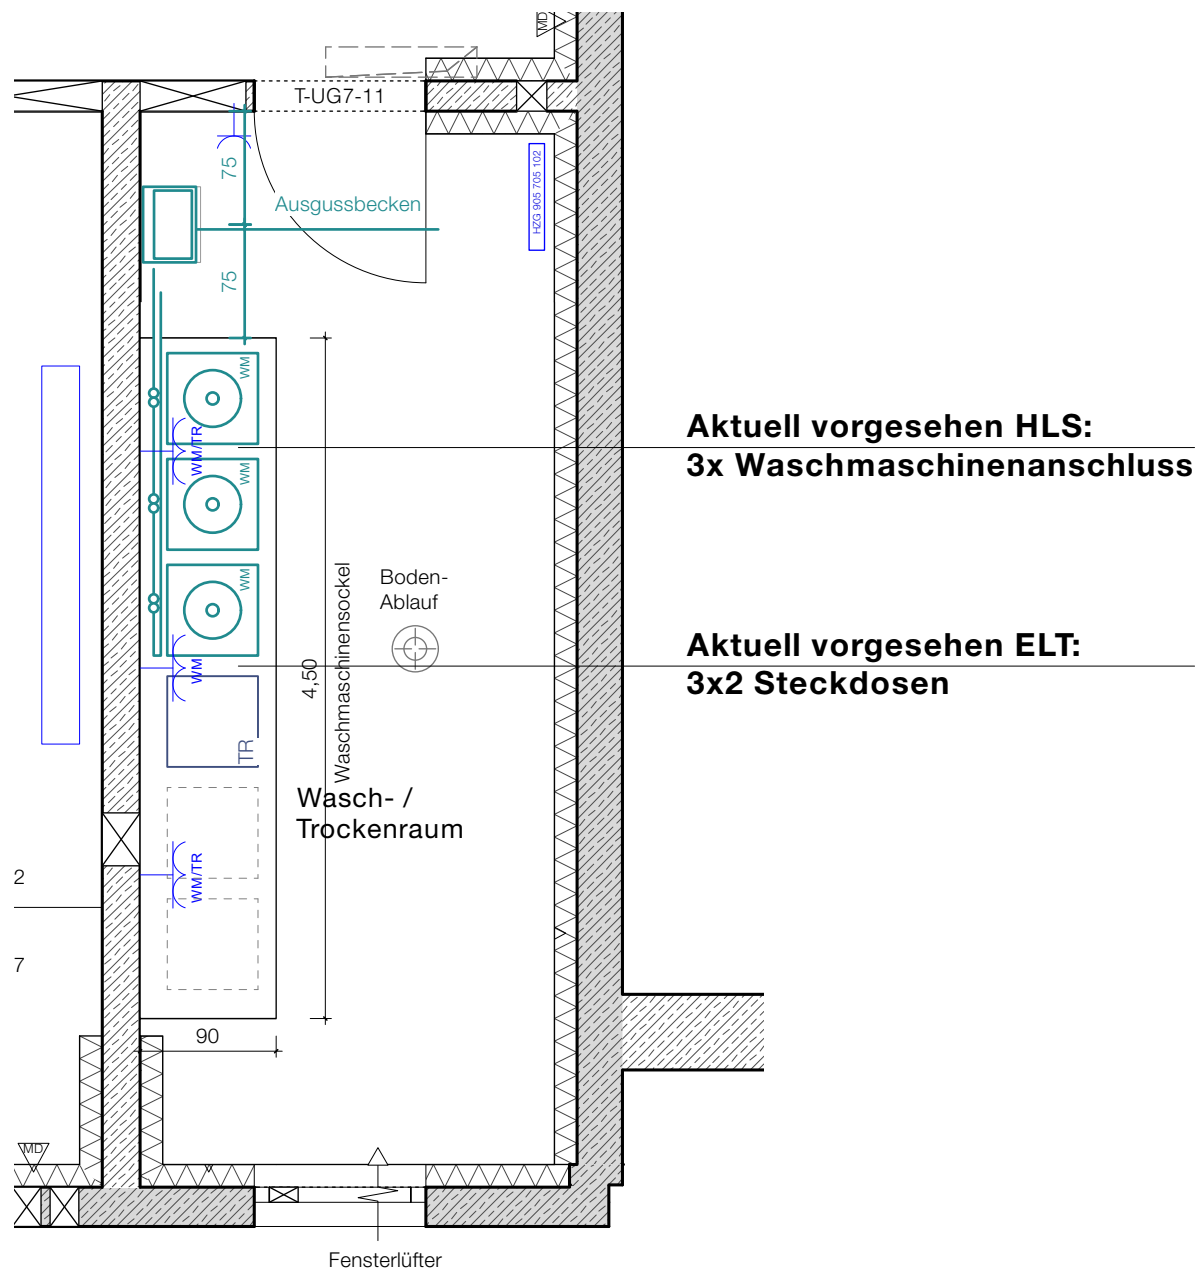 MD
T-UG7-11
75
HZG 905 705 102
Ausgussbecken
75
WM
Aktuell vorgesehen HLS:
WM/TR
3x Waschmaschinenanschluss
WM
WM
Boden-
Ablauf
Waschmaschinensockel
4,50
Aktuell vorgesehen ELT:
WM
3x2 Steckdosen
TR
Wasch- /
Trockenraum
WM/TR
2
7
90
MD
Fensterlüfter